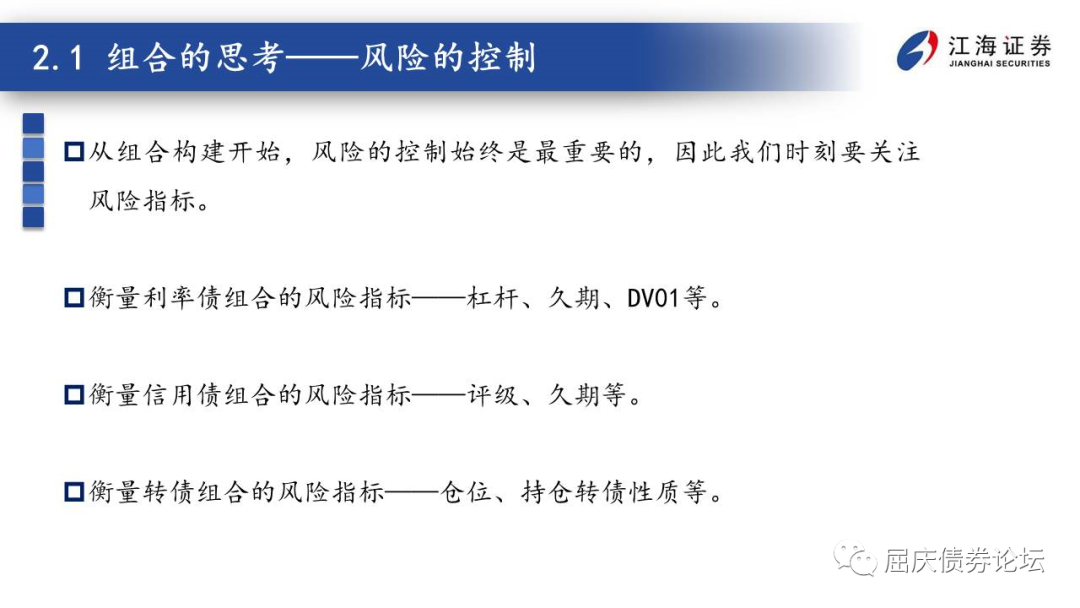 2.1 组合的思考——风险的控制
江海证券
JIANGHAI SECURITIES
从组合构建开始，风险的控制始终是最重要的，因此我们时刻要关注
风险指标。
衡量利率债组合的风险指标——杠杆、久期、DV01等。
衡量信用债组合的风险指标——评级、久期等。
衡量转债组合的风险指标——仓位、持仓转债性质等。
屈庆债券论坛